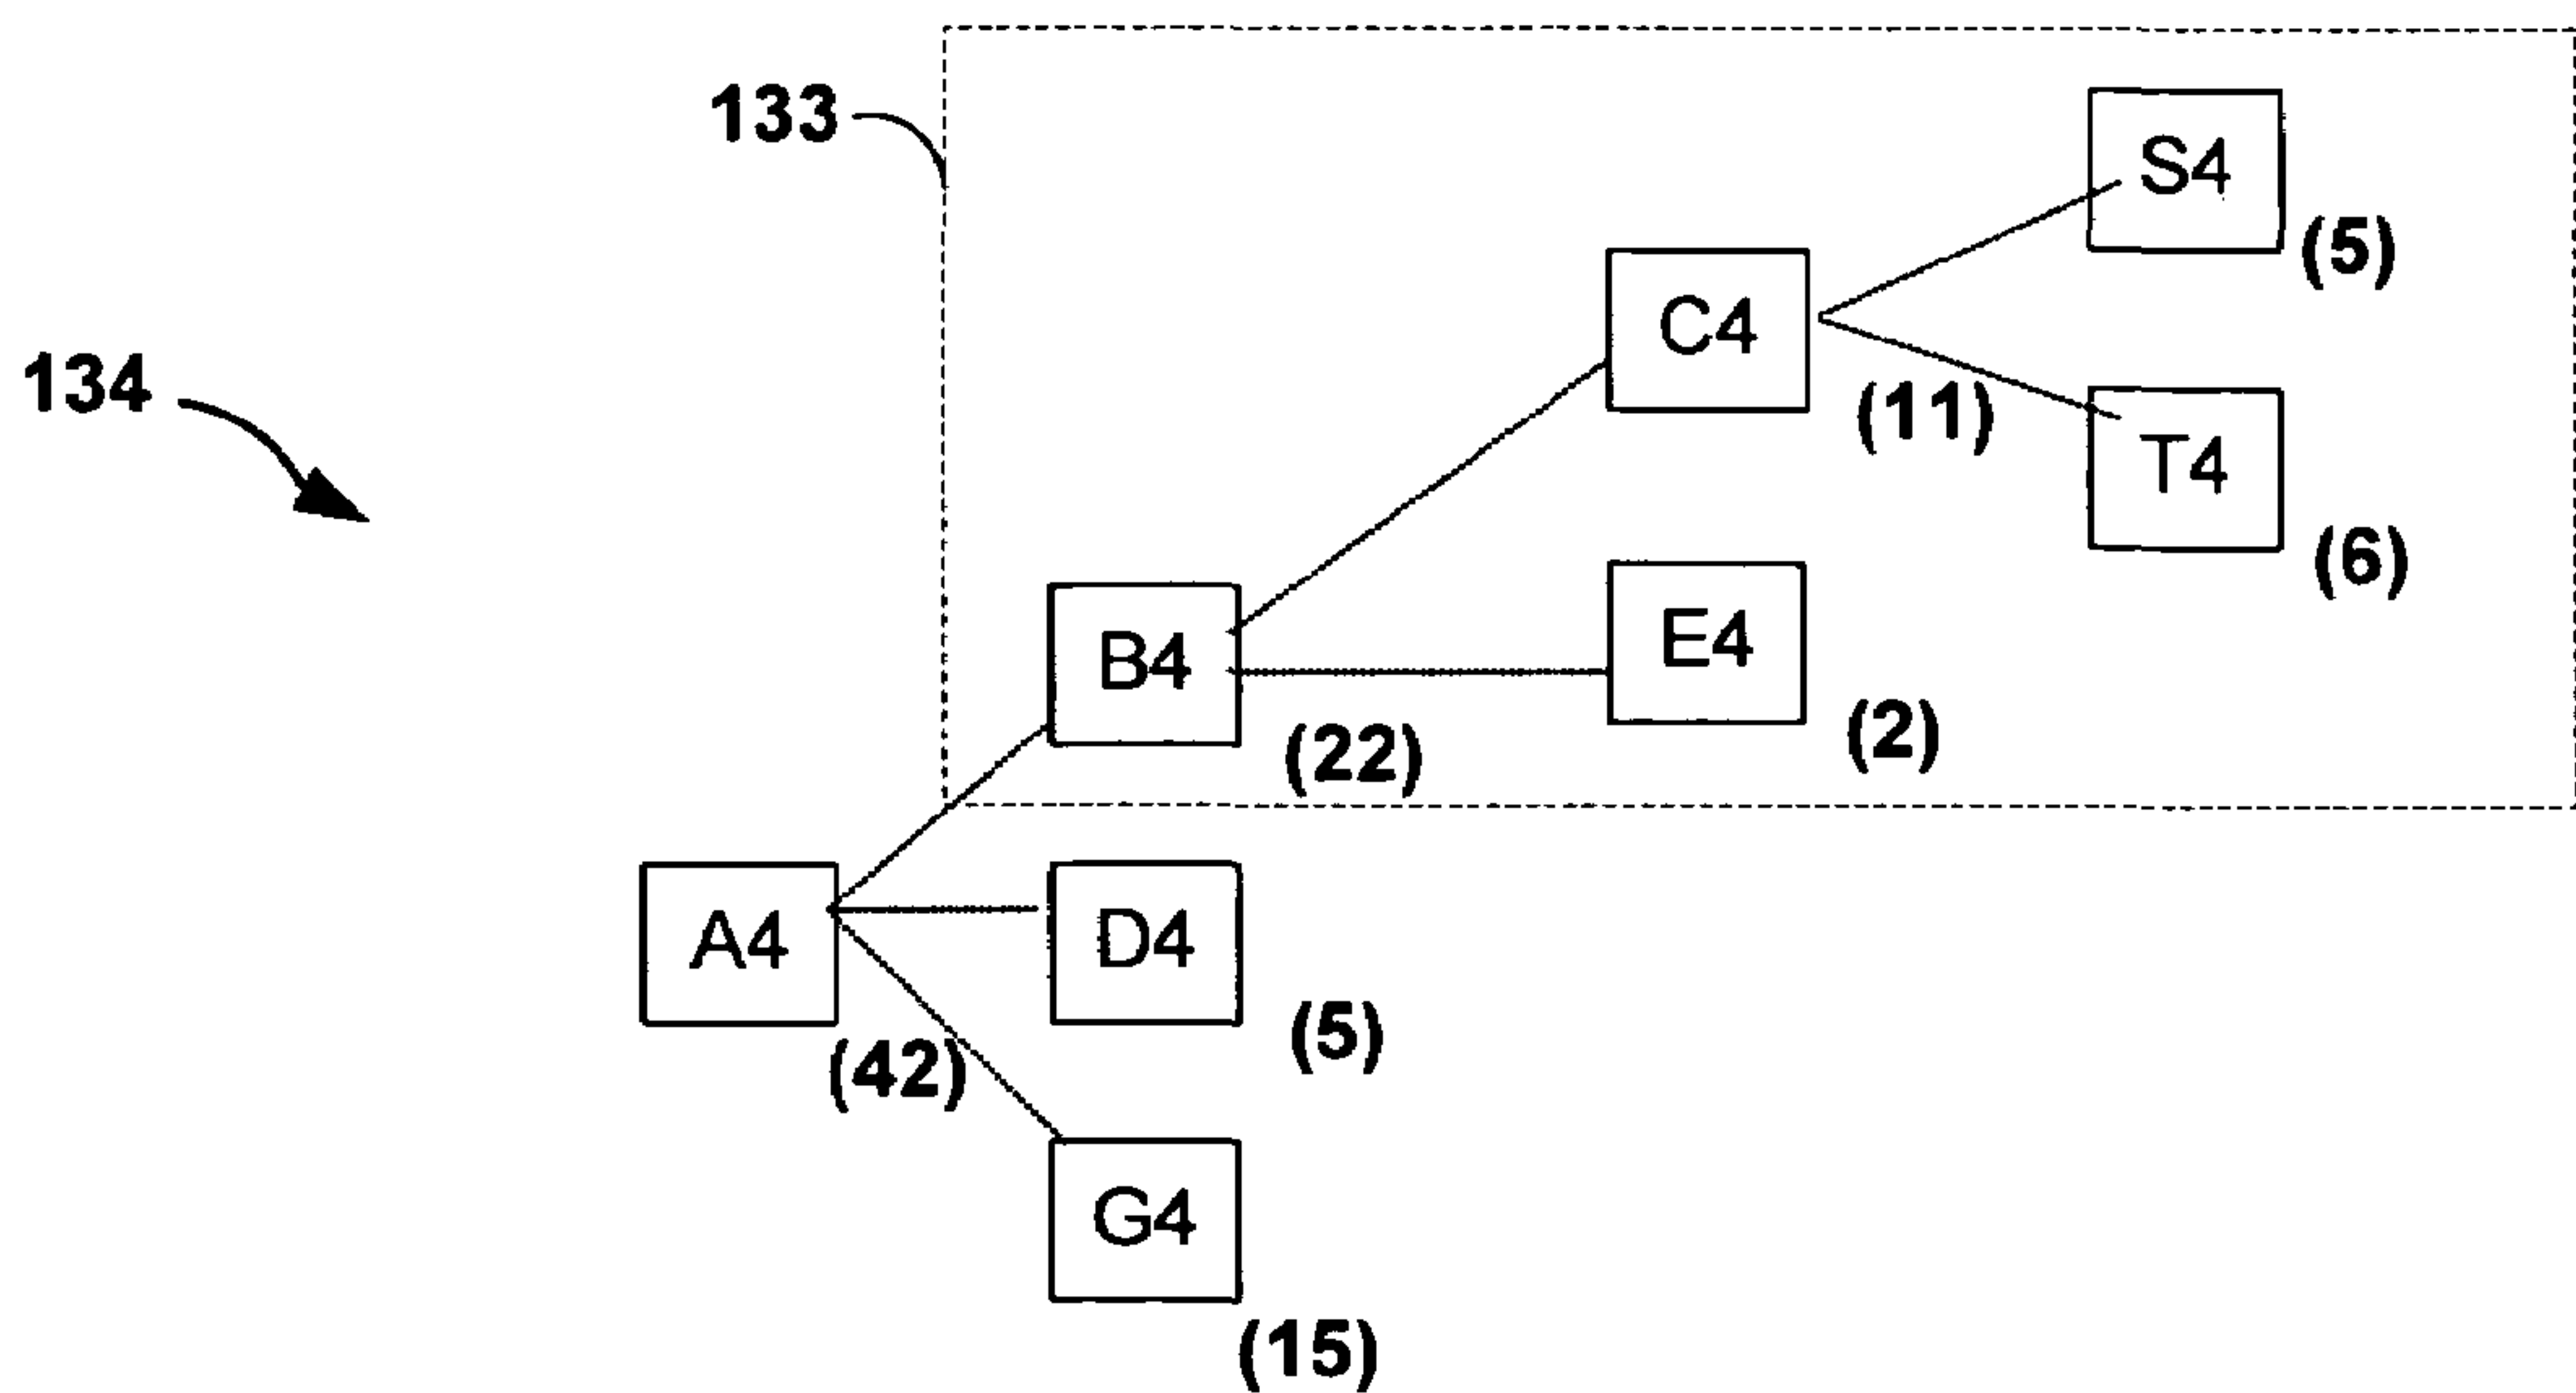 133
S4
(5)
C4
134
(11)
T4
(6)
B4
E4
(22)
(2)
A4
D4
(42)
(5)
G4
(15)